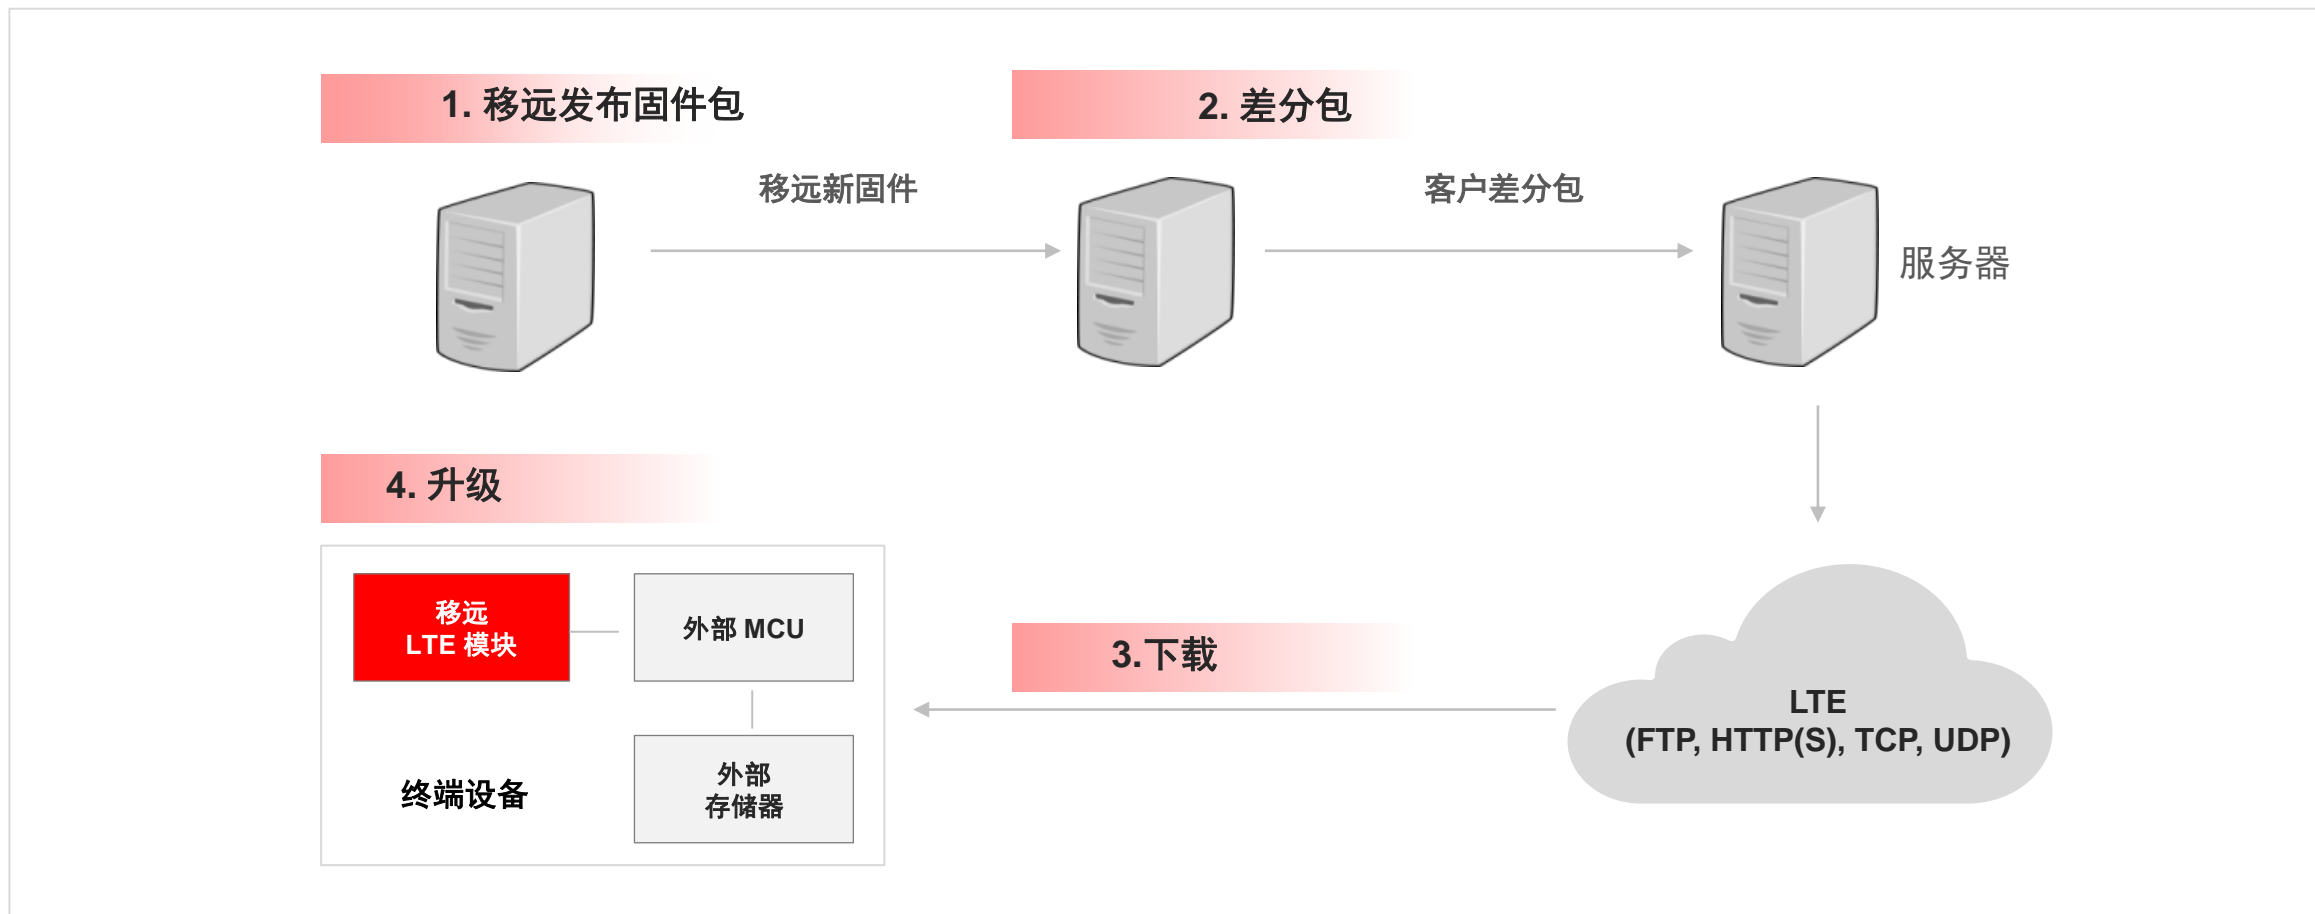 1. 移远发布固件包
2. 差分包
移远新固件
客户差分包
服务器
4. 升级
移远
LTE 模块
外部 MCU
3.下载
LTE
(FTP, HTTP(S), TCP, UDP)
终端设备
外部
存储器